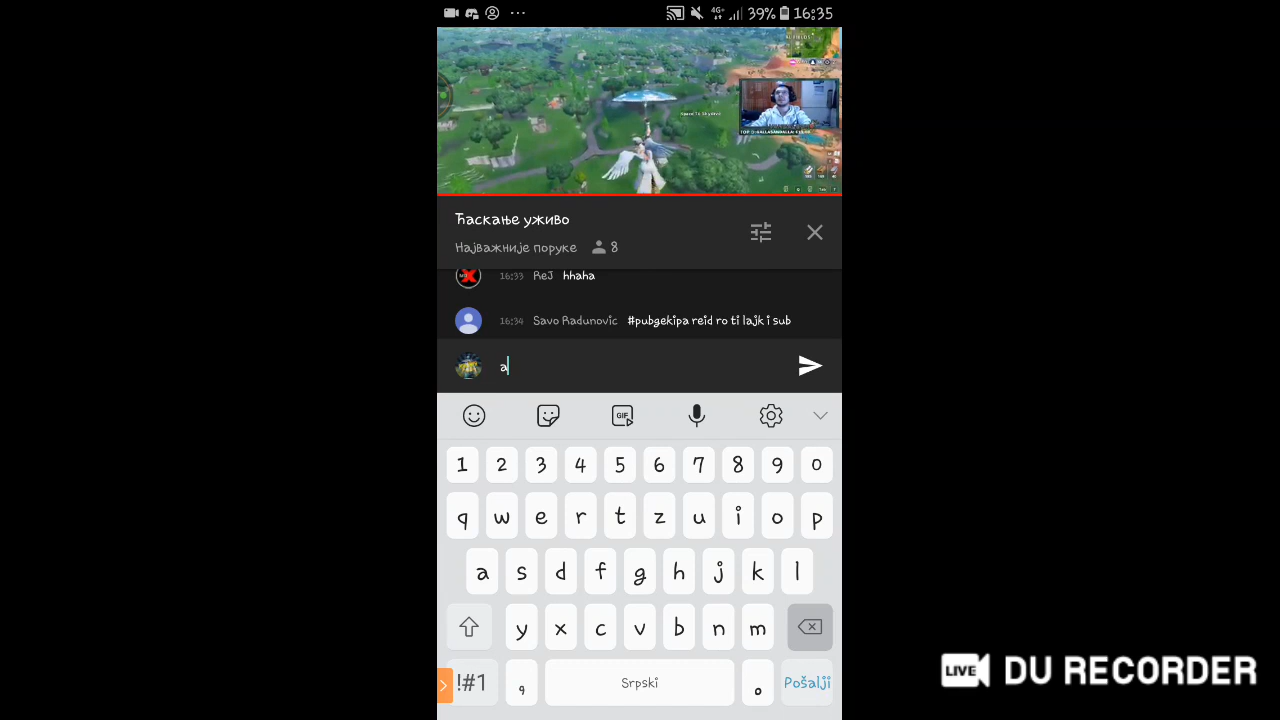 4G+ 39% 16:35
Ћаскање уживо
Најважније поруке 8
16:33 ReJ hhaha
16:34 Savo Radunovic #pubgekipa reid ro ti lajk i sub
a
GIF
1 2 3 4 5 6 7 8 9 0
q w e r t z u i o p
a s d f g h j k l
y x c v b n m
!#1 , Srpski . Pošalji
LIVE DU RECORDER